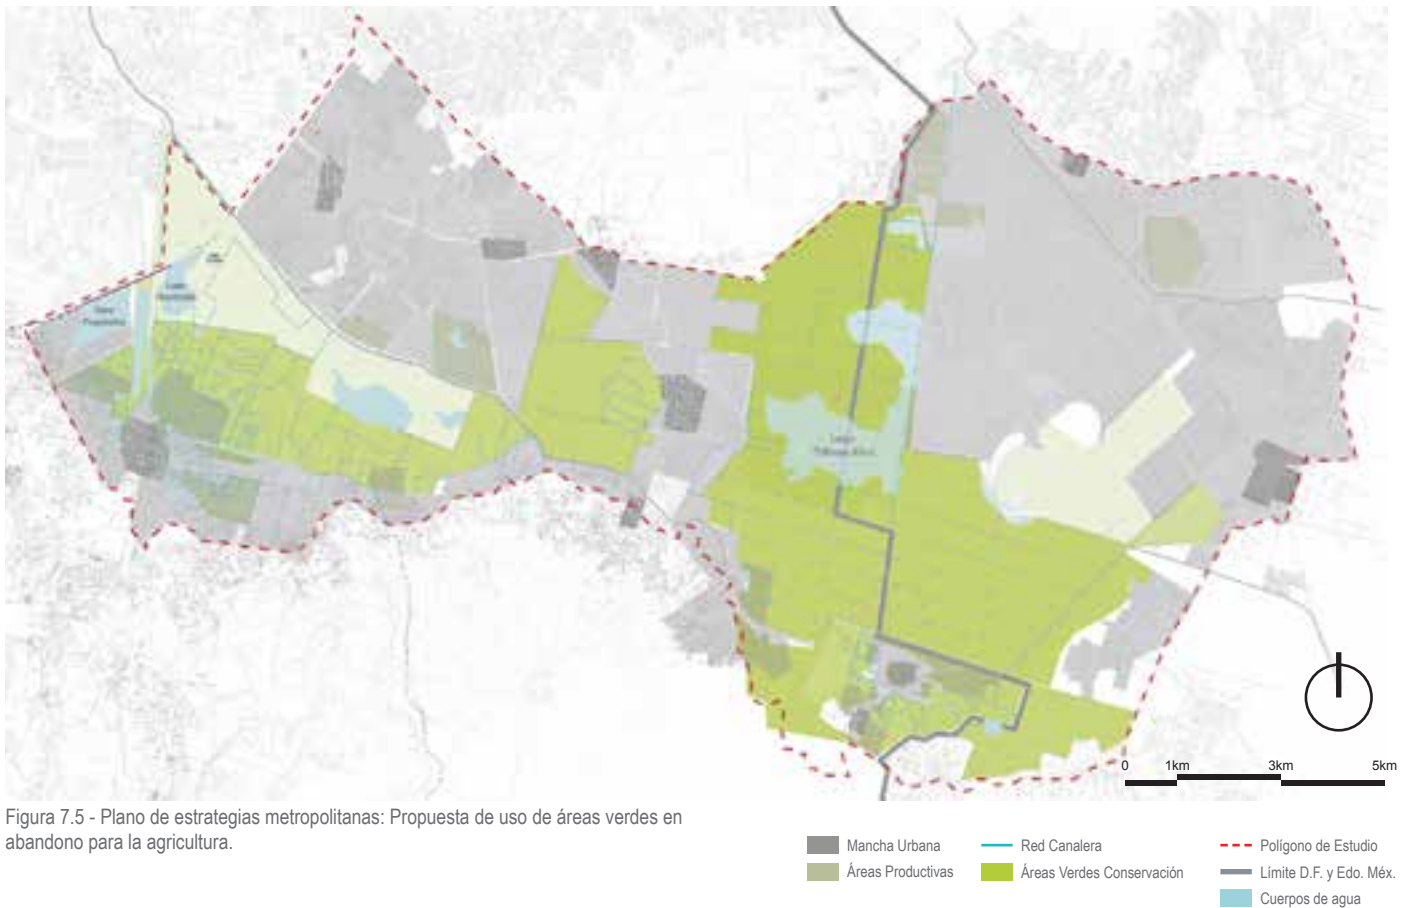 Lago
0 1km 3km 5km
Figura 7.5 - Plano de estrategias metropolitanas: Propuesta de uso de áreas verdes en
abandono para la agricultura.
Mancha Urbana
Áreas Productivas
Red Canalera
Áreas Verdes Conservación
Polígono de Estudio
Límite D.F. y Edo. Méx.
Cuerpos de agua